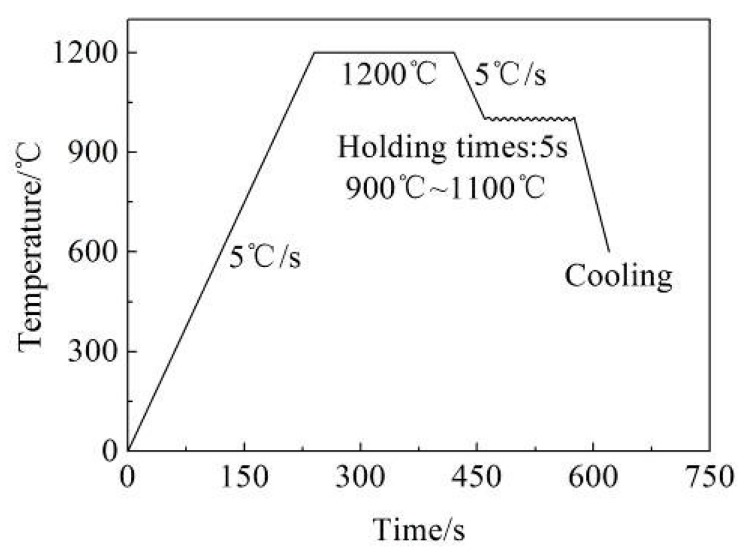 1200
900
600
300
0
Temperature/℃
1200℃
5℃/s
Holding times:5s
900℃~1100℃
5℃/s
Cooling
0
150
300
450
600
750
Time/s